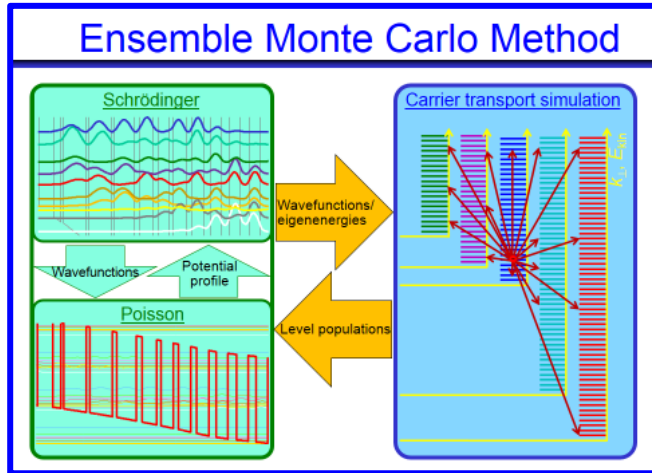 Ensemble Monte Carlo Method
Schrödinger
Carrier transport simulation
k⊥, Ekin
Wavefunctions/
eigenenergies
Wavefunctions
Potential
profile
Poisson
Level populations